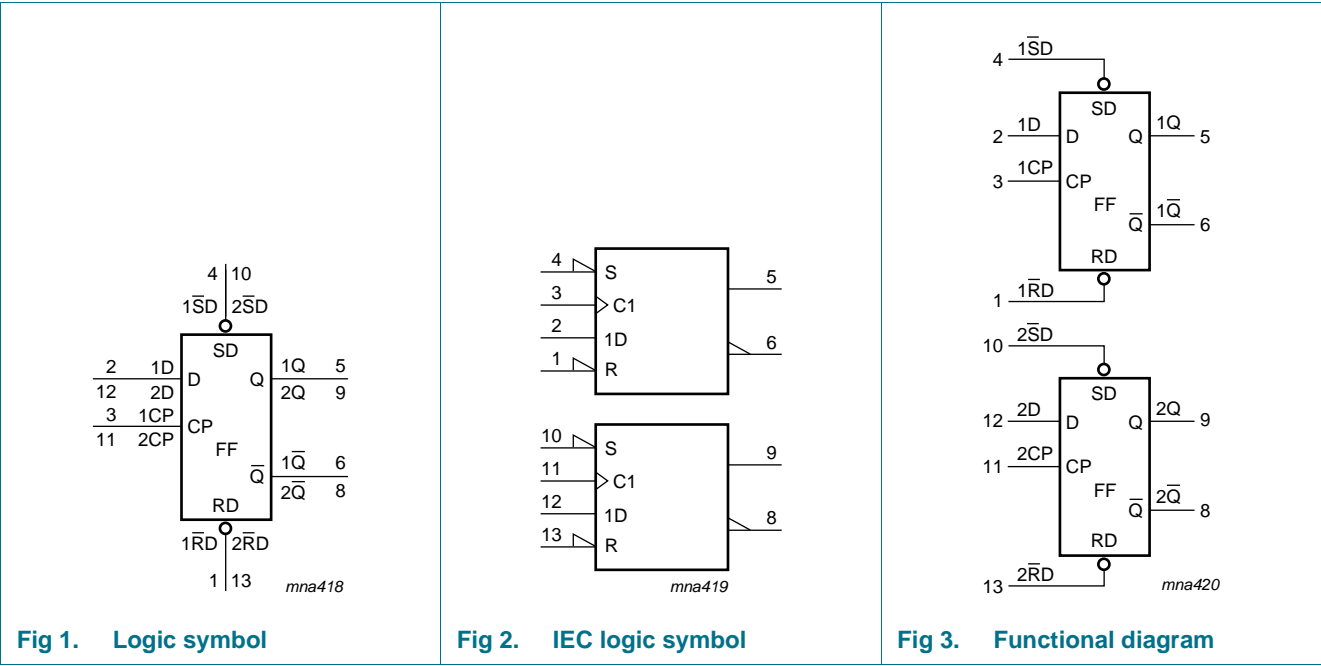 4 10
1S̅D 2S̅D
SD
2 1D D Q 1Q 5
12 2D 2Q 9
3 1CP CP
11 2CP
FF
Q̅ 1Q̅ 6
2Q̅ 8
RD
1R̅D 2R̅D
1 13
mna418
Fig 1. Logic symbol
4 S
5
3 C1
2 1D
6
1 R
10 S
9
11 C1
12 1D
8
13 R
mna419
Fig 2. IEC logic symbol
4 1S̅D
SD
2 1D D Q 1Q 5
3 1CP CP
FF
Q̅ 1Q̅ 6
RD
1 1R̅D
10 2S̅D
SD
12 2D D Q 2Q 9
11 2CP CP
FF
Q̅ 2Q̅ 8
RD
13 2R̅D
mna420
Fig 3. Functional diagram